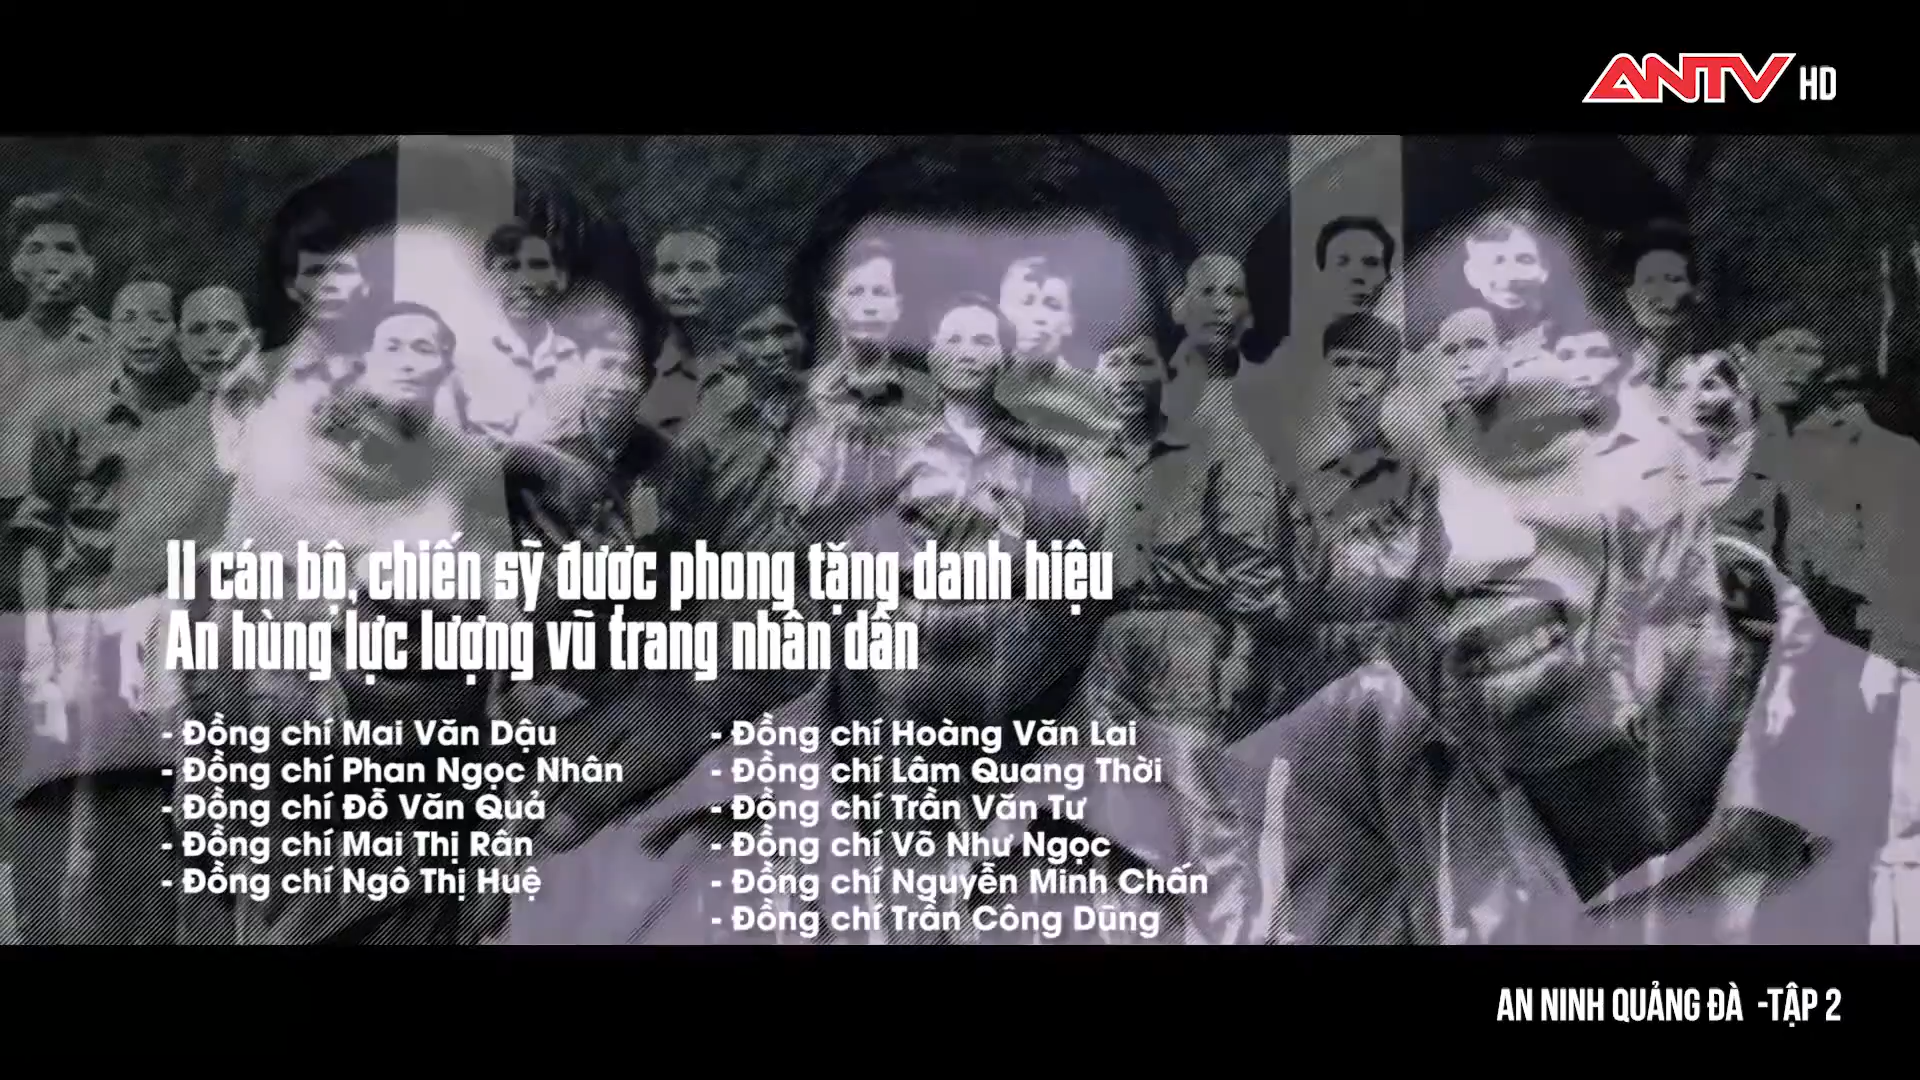 ANTV HD
11 cán bộ, chiến sỹ được phong tặng danh hiệu
An hùng lực lượng vũ trang nhân dân
- Đồng chí Mai Văn Dậu
- Đồng chí Phan Ngọc Nhân
- Đồng chí Đỗ Văn Quả
- Đồng chí Mai Thị Rân
- Đồng chí Ngô Thị Huệ
- Đồng chí Hoàng Văn Lai
- Đồng chí Lâm Quang Thời
- Đồng chí Trần Văn Tư
- Đồng chí Võ Như Ngọc
- Đồng chí Nguyễn Minh Chấn
- Đồng chí Trần Công Dũng
AN NINH QUẢNG ĐÀ -TẬP 2